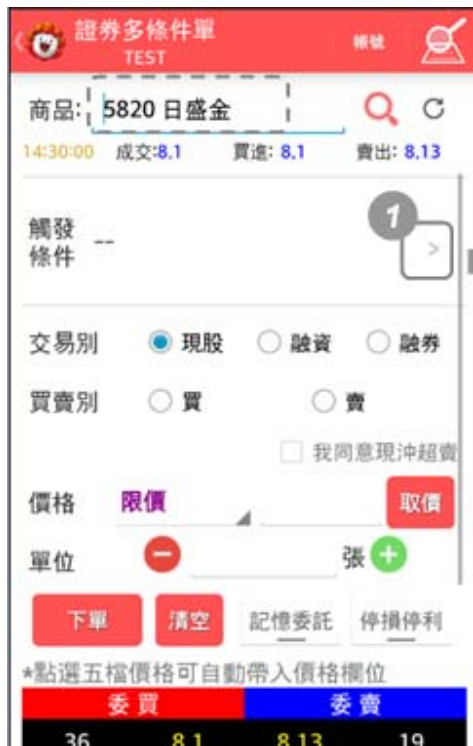 證券多條件單
TEST
帳號
商品: 5820 日盛金
14:30:00 成交:8.1 買進: 8.1 賣出: 8.13
1
觸發
條件 -- >
交易別 現股 融資 融券
買賣別 買 賣
我同意現沖超賣
價格 限價 取價
單位 張
下單 清空 記憶委託 停損停利
*點選五檔價格可自動帶入價格欄位
委買 委賣
36 8.1 8.13 19